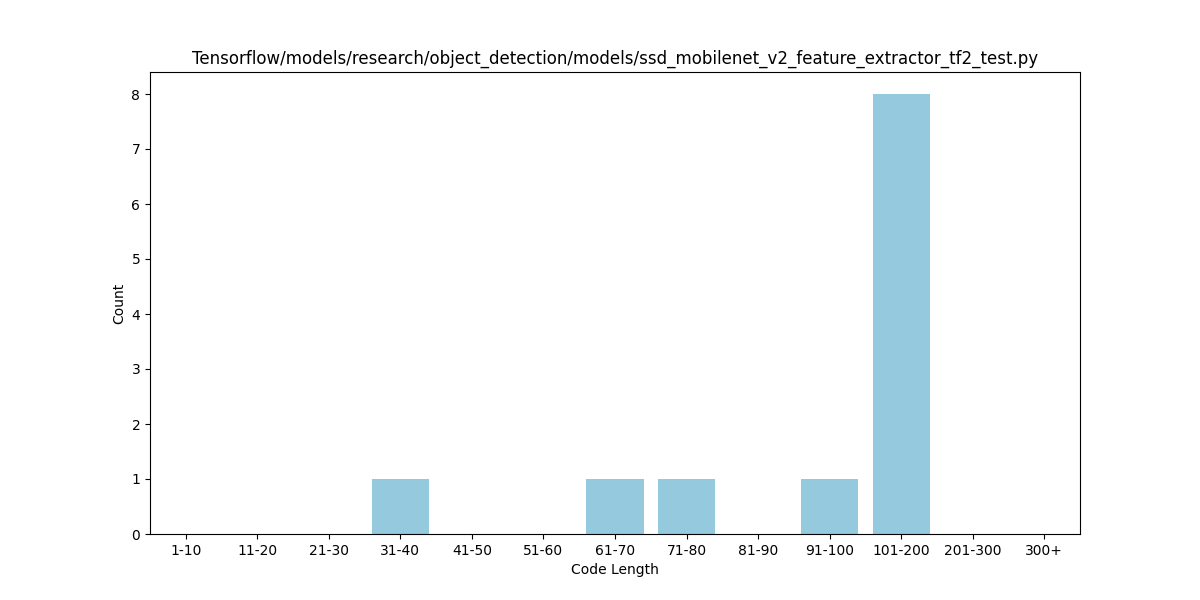 Tensorflow/models/research/object_detection/models/ssd_mobilenet_v2_feature_extractor_tf2_test.py
8
7
6
5
4
3
2
1
0
Count
1-10 11-20 21-30 31-40 41-50 51-60 61-70 71-80 81-90 91-100 101-200 201-300 300+
Code Length